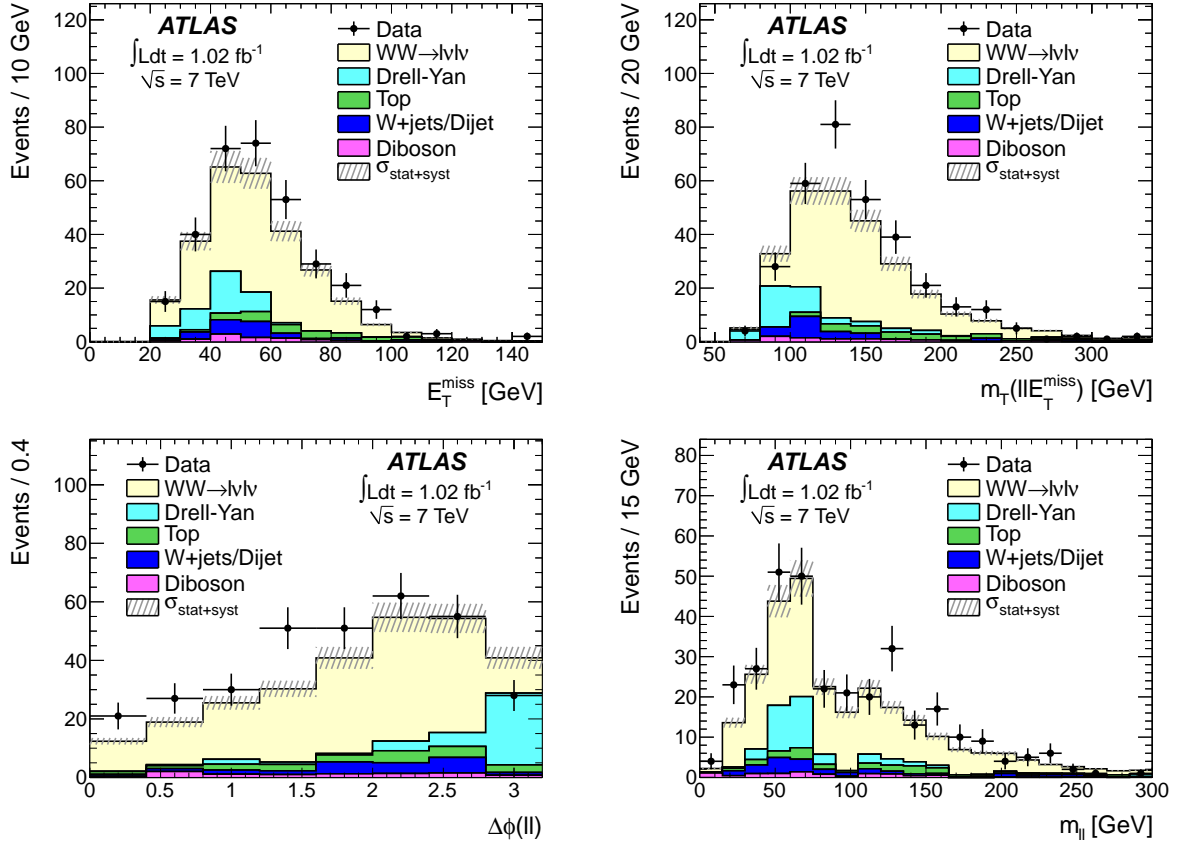 Events / 10 GeV
120
100
80
60
40
20
0
ATLAS
∫Ldt = 1.02 fb⁻¹
√s = 7 TeV
Data
WW→lνlν
Drell-Yan
Top
W+jets/Dijet
Diboson
σstat+syst
0 20 40 60 80 100 120 140
E_T^miss [GeV]
Events / 20 GeV
120
100
80
60
40
20
0
ATLAS
∫Ldt = 1.02 fb⁻¹
√s = 7 TeV
Data
WW→lνlν
Drell-Yan
Top
W+jets/Dijet
Diboson
σstat+syst
50 100 150 200 250 300
m_T(llE_T^miss) [GeV]
Events / 0.4
100
80
60
40
20
0
Data
WW→lνlν
Drell-Yan
Top
W+jets/Dijet
Diboson
σstat+syst
ATLAS
∫Ldt = 1.02 fb⁻¹
√s = 7 TeV
0 0.5 1 1.5 2 2.5 3
Δϕ(ll)
Events / 15 GeV
80
70
60
50
40
30
20
10
0
ATLAS
∫Ldt = 1.02 fb⁻¹
√s = 7 TeV
Data
WW→lνlν
Drell-Yan
Top
W+jets/Dijet
Diboson
σstat+syst
0 50 100 150 200 250 300
m_ll [GeV]